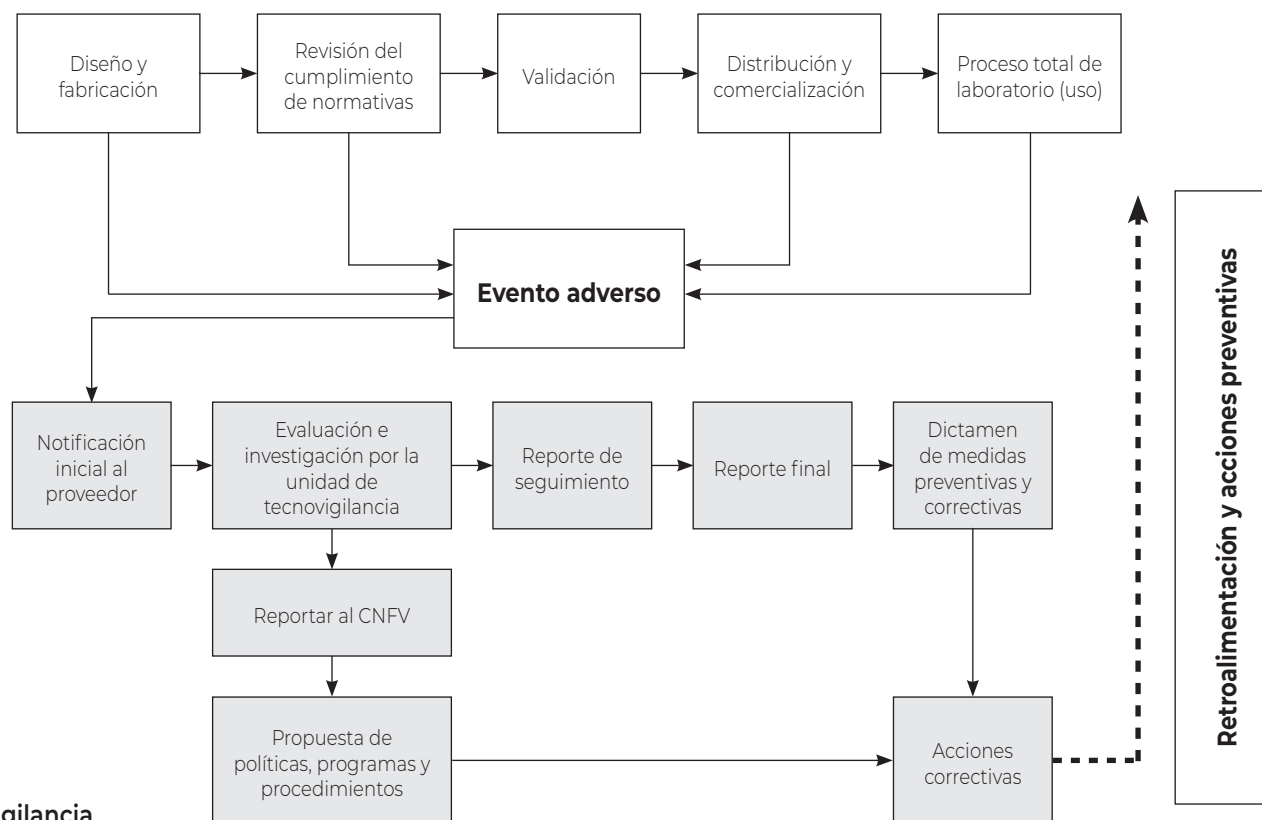 Diseño y
fabricación
Revisión del
cumplimiento
de normativas
Validación
Distribución y
comercialización
Proceso total de
laboratorio (uso)
Evento adverso
Notificación
inicial al
proveedor
Evaluación e
investigación por la
unidad de
tecnovigilancia
Reporte de
seguimiento
Reporte final
Dictamen
de medidas
preventivas y
correctivas
Reportar al CNFV
Propuesta de
políticas, programas y
procedimientos
Acciones
correctivas
Retroalimentación y acciones preventivas